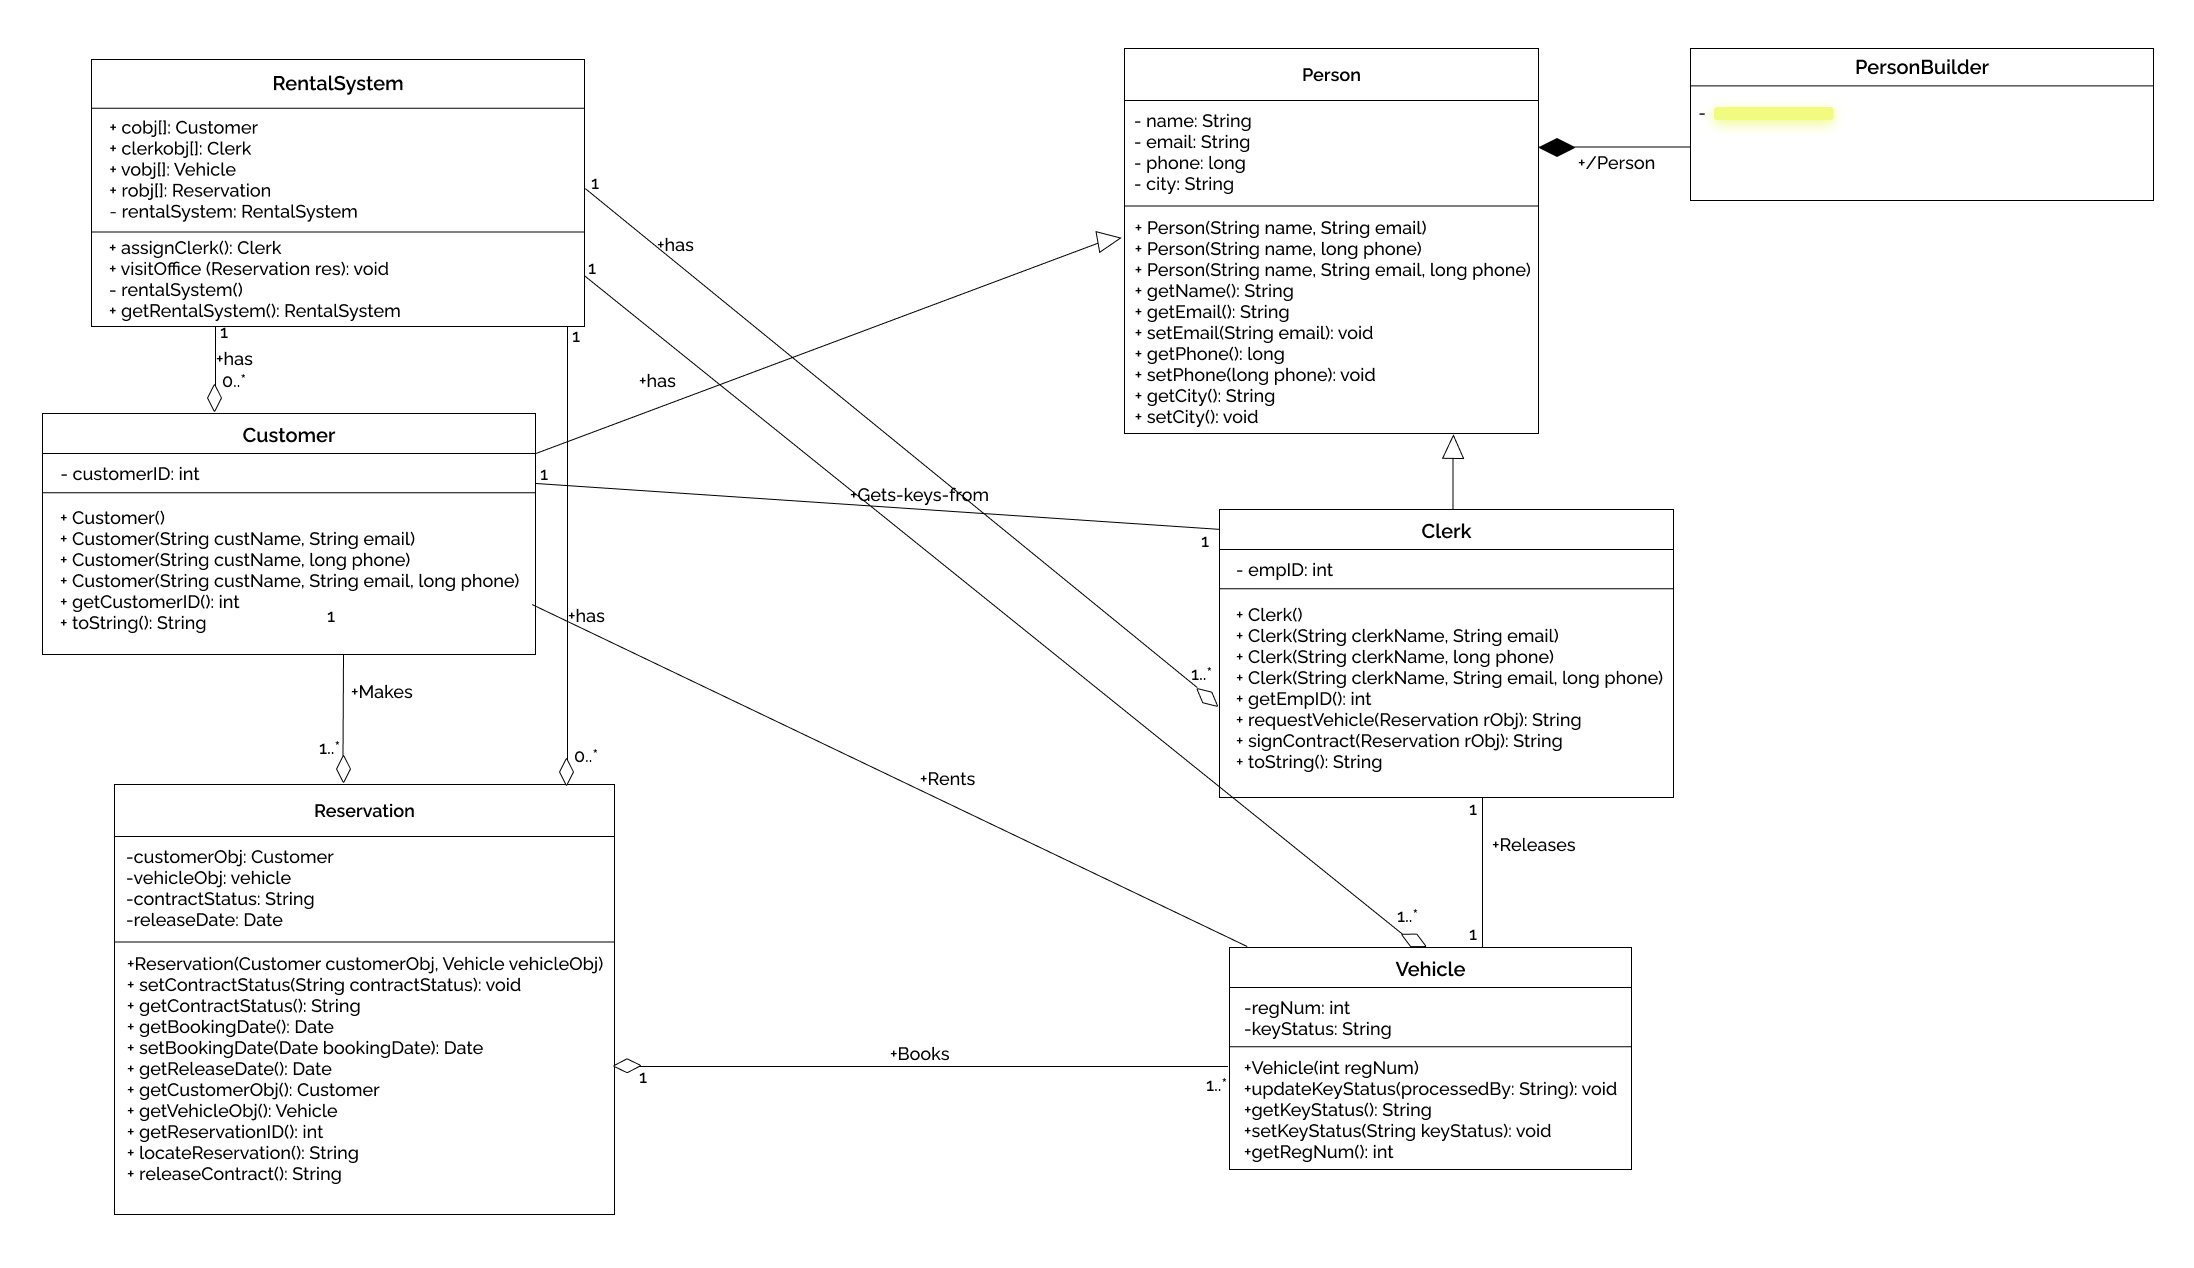 RentalSystem
+ cobj[]: Customer
+ clerkobj[]: Clerk
+ vobj[]: Vehicle
+ robj[]: Reservation
- rentalSystem: RentalSystem
+ assignClerk(): Clerk
+ visitOffice (Reservation res): void
- rentalSystem()
+ getRentalSystem(): RentalSystem
Person
- name: String
- email: String
- phone: long
- city: String
+ Person(String name, String email)
+ Person(String name, long phone)
+ Person(String name, String email, long phone)
+ getName(): String
+ getEmail(): String
+ setEmail(String email): void
+ getPhone(): long
+ setPhone(long phone): void
+ getCity(): String
+ setCity(): void
+/Person
PersonBuilder
-
1
+has
1
+has
1
+has
0..*
1
+has
0..*
Customer
- customerID: int
+ Customer()
+ Customer(String custName, String email)
+ Customer(String custName, long phone)
+ Customer(String custName, String email, long phone)
+ getCustomerID(): int
+ toString(): String
1
+Makes
1..*
1
+Gets-keys-from
1
Clerk
- empID: int
+ Clerk()
+ Clerk(String clerkName, String email)
+ Clerk(String clerkName, long phone)
+ Clerk(String clerkName, String email, long phone)
+ getEmpID(): int
+ requestVehicle(Reservation rObj): String
+ signContract(Reservation rObj): String
+ toString(): String
1..*
+Rents
1
+Releases
1
1..*
Reservation
-customerObj: Customer
-vehicleObj: vehicle
-contractStatus: String
-releaseDate: Date
+Reservation(Customer customerObj, Vehicle vehicleObj)
+ setContractStatus(String contractStatus): void
+ getContractStatus(): String
+ getBookingDate(): Date
+ setBookingDate(Date bookingDate): Date
+ getReleaseDate(): Date
+ getCustomerObj(): Customer
+ getVehicleObj(): Vehicle
+ getReservationID(): int
+ locateReservation(): String
+ releaseContract(): String
1
+Books
1..*
Vehicle
-regNum: int
-keyStatus: String
+Vehicle(int regNum)
+updateKeyStatus(processedBy: String): void
+getKeyStatus(): String
+setKeyStatus(String keyStatus): void
+getRegNum(): int